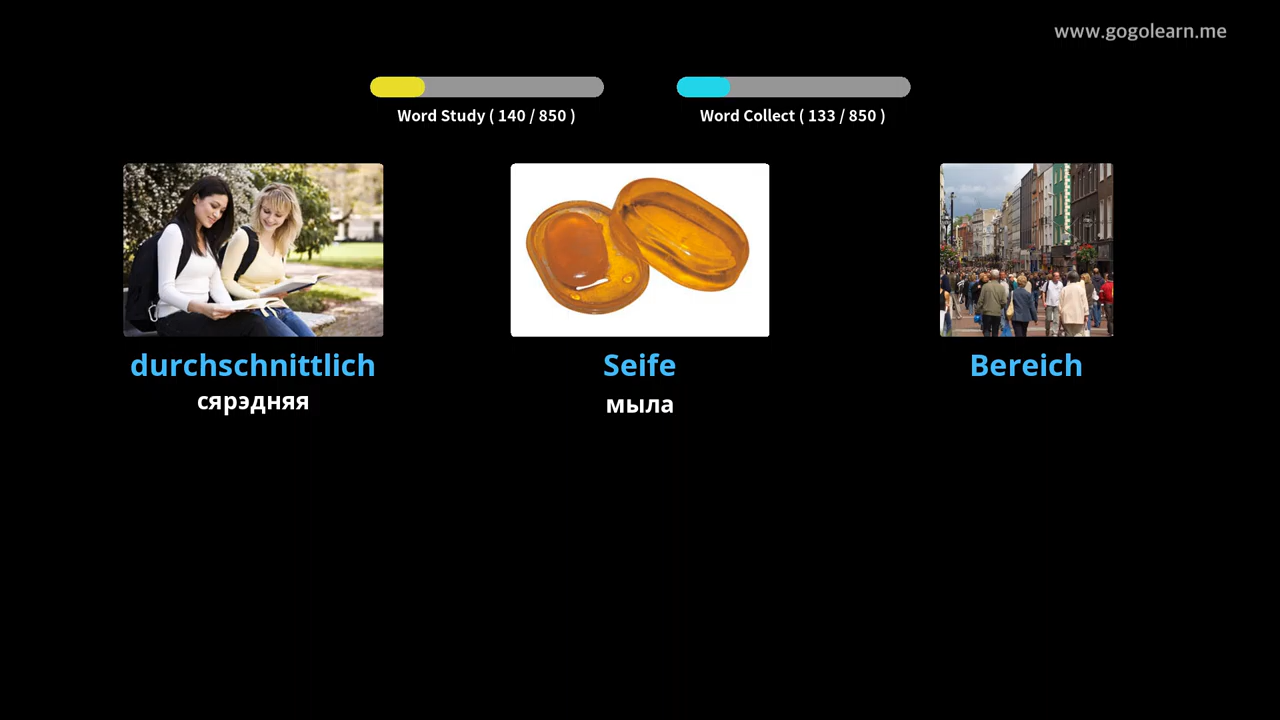 www.gogolearn.me
Word Study ( 140 / 850 )
Word Collect ( 133 / 850 )
durchschnittlich
сярэдняя
Seife
мыла
Bereich